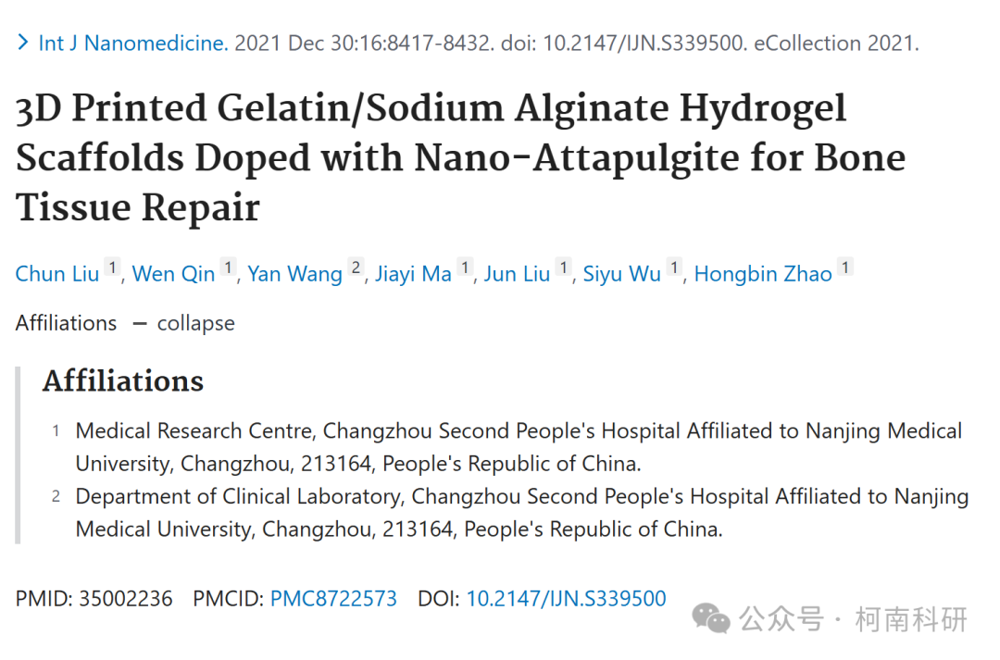 > Int J Nanomedicine. 2021 Dec 30:16:8417-8432. doi: 10.2147/IJN.S339500. eCollection 2021.
3D Printed Gelatin/Sodium Alginate Hydrogel
Scaffolds Doped with Nano-Attapulgite for Bone
Tissue Repair
Chun Liu 1, Wen Qin 1, Yan Wang 2, Jiayi Ma 1, Jun Liu 1, Siyu Wu 1, Hongbin Zhao 1
Affiliations — collapse
Affiliations
1 Medical Research Centre, Changzhou Second People's Hospital Affiliated to Nanjing Medical
University, Changzhou, 213164, People's Republic of China.
2 Department of Clinical Laboratory, Changzhou Second People's Hospital Affiliated to Nanjing
Medical University, Changzhou, 213164, People's Republic of China.
PMID: 35002236 PMCID: PMC8722573 DOI: 10.2147/IJN.S339500
公众号 · 柯南科研